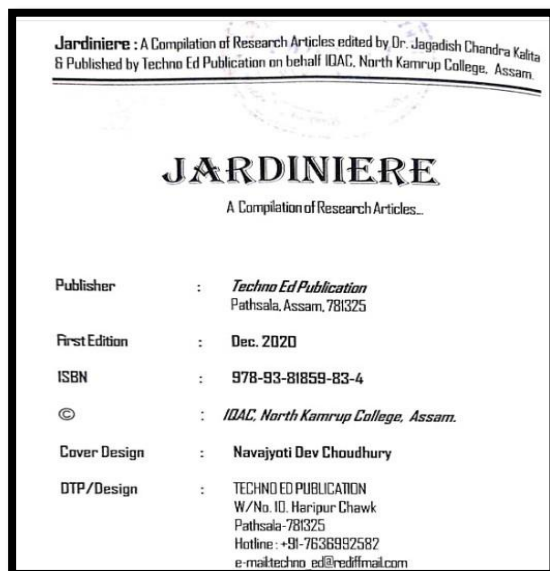 Jardiniere : A Compilation of Research Articles edited by Dr. Jagadish Chandra Kalita
& Published by Techno Ed Publication on behalf IQAC, North Kamrup College, Assam.
JARDINIERE
A Compilation of Research Articles...
Publisher : Techno Ed Publication
Pathsala, Assam, 781325
First Edition : Dec. 2020
ISBN : 978-93-81859-83-4
© : IQAC, North Kamrup College, Assam.
Cover Design : Navajyoti Dev Choudhury
DTP/Design : TECHNO ED PUBLICATION
W/No. 10. Haripur Chawk
Pathsala-781325
Hotline : +91-7636992582
e-mail:techno_ed@rediffmail.com